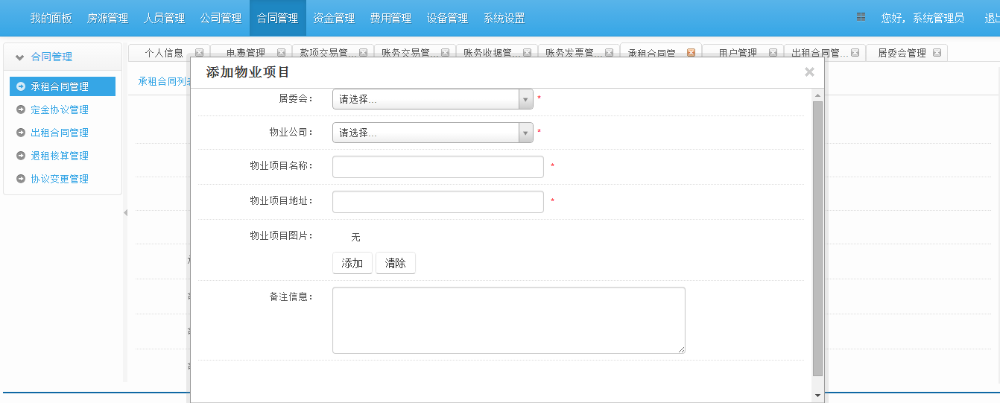 我的面板 房源管理 人员管理 公司管理 合同管理 资金管理 费用管理 设备管理 系统设置 您好，系统管理员 退出
合同管理
承租合同管理
定金协议管理
出租合同管理
退租核算管理
协议变更管理
个人信息 电费管理 款项交易管... 账务交易管... 账务收据管... 账务发票管... 承租合同管 用户管理 出租合同管... 居委会管理
承租合同列表
添加物业项目
居委会： 请选择... *
物业公司： 请选择... *
物业项目名称： *
物业项目地址： *
物业项目图片： 无
添加 清除
备注信息：